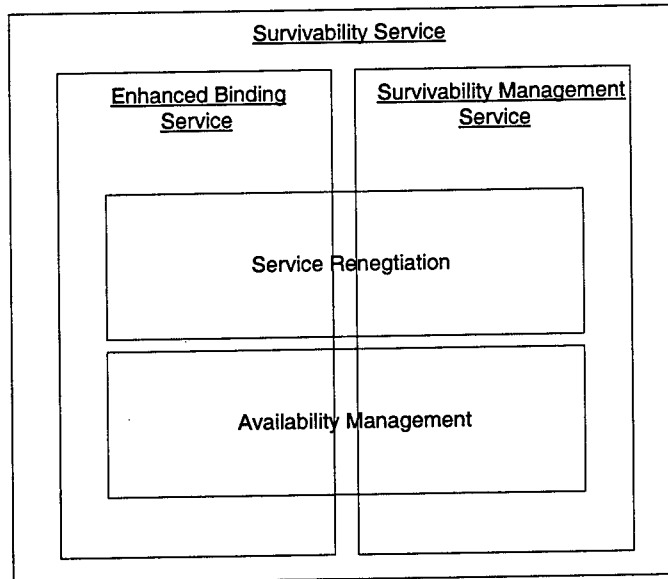 Survivability Service
Enhanced Binding
Service
Survivability Management
Service
Service Renegtiation
Availability Management